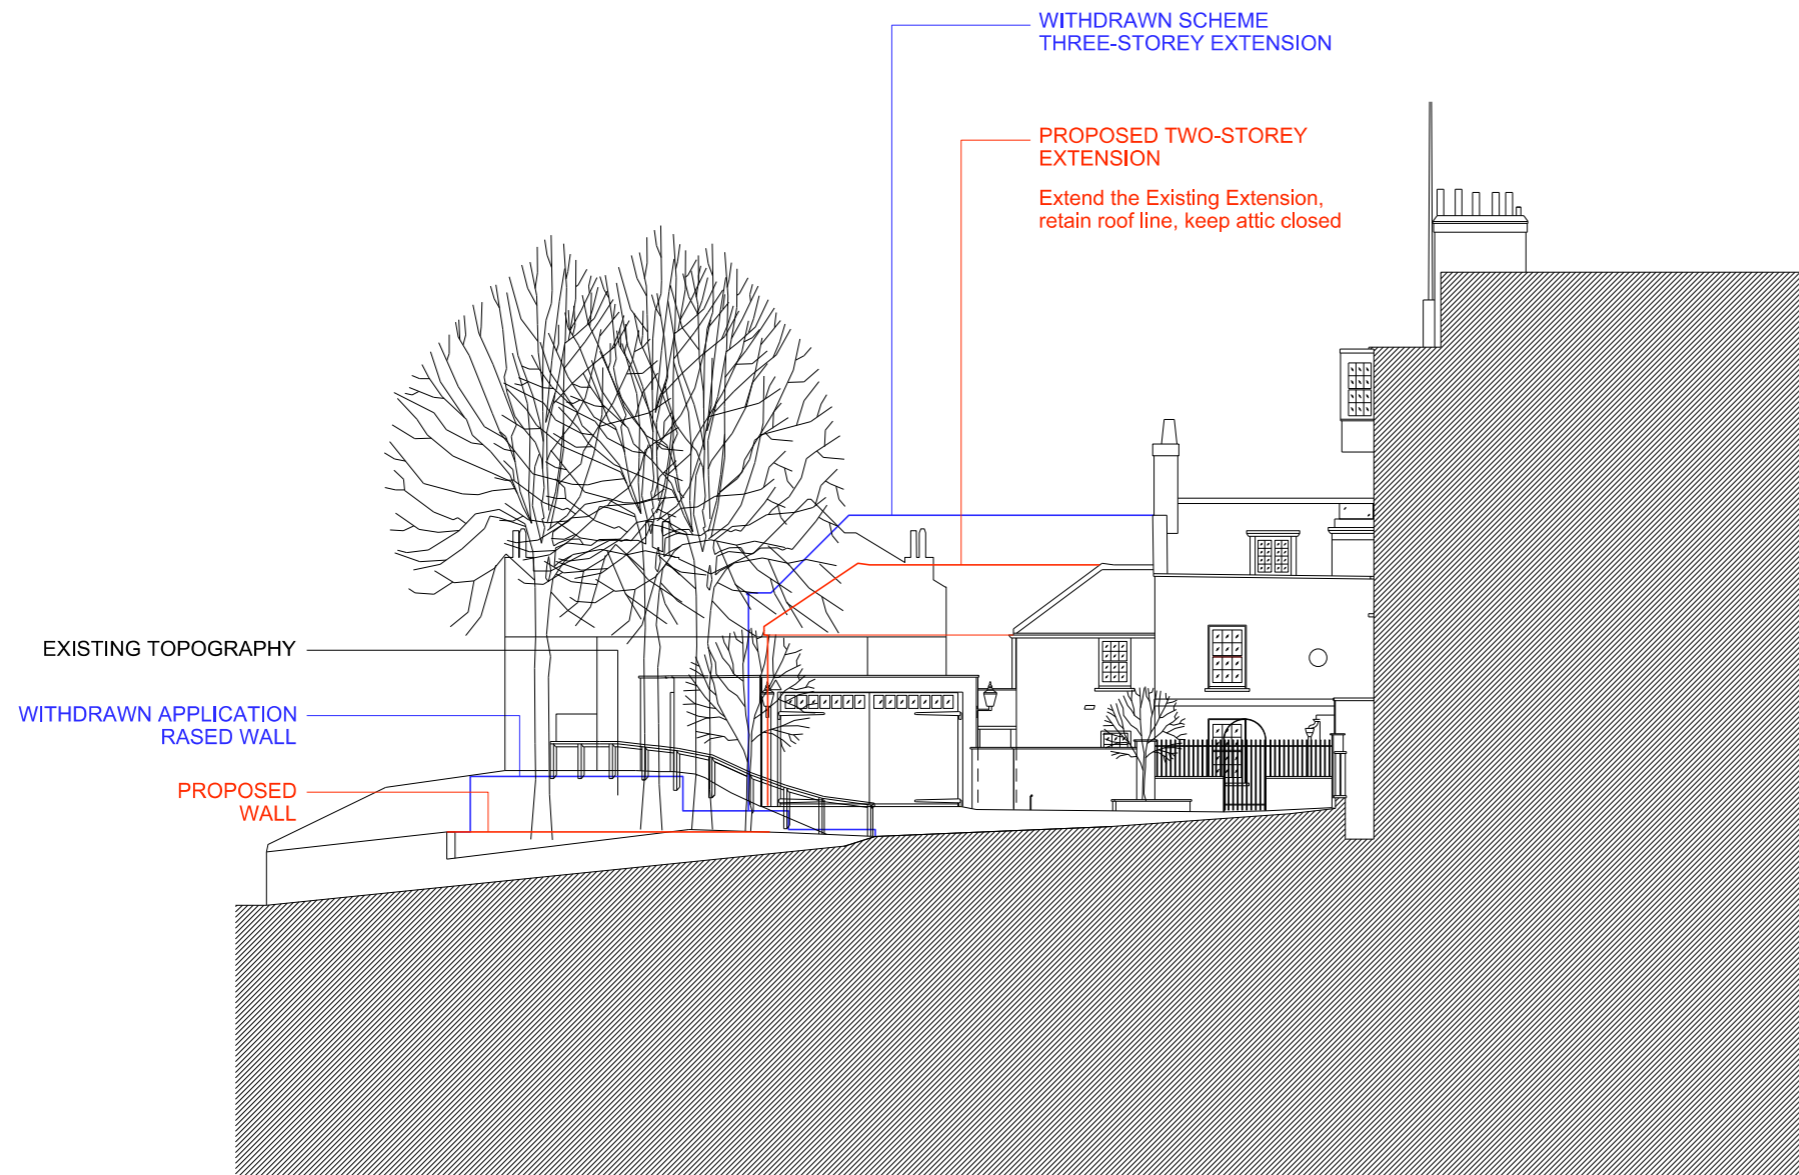 WITHDRAWN SCHEME
THREE-STOREY EXTENSION
PROPOSED TWO-STOREY
EXTENSION
Extend the Existing Extension,
retain roof line, keep attic closed
EXISTING TOPOGRAPHY
WITHDRAWN APPLICATION
RASED WALL
PROPOSED
WALL